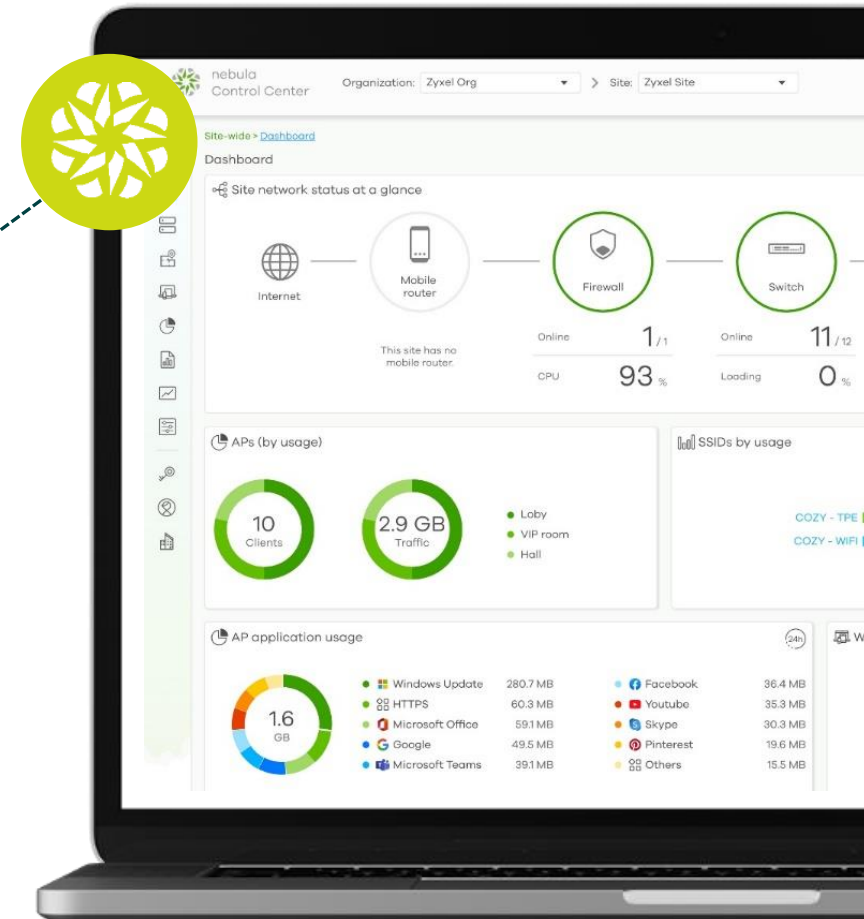 nebula
Control Center
Organization: Zyxel Org > Site: Zyxel Site
Site-wide > Dashboard
Dashboard
Site network status at a glance
Internet
Mobile
router
Firewall
Switch
This site has no
mobile router.
Online 1 / 1
CPU 93 %
Online 11 / 12
Loading 0 %
APs (by usage)
10
Clients
2.9 GB
Traffic
Loby
VIP room
Hall
SSIDs by usage
COZY - TPE
COZY - WIFI
AP application usage
24h
W
1.6
GB
Windows Update 280.7 MB
HTTPS 60.3 MB
Microsoft Office 59.1 MB
Google 49.5 MB
Microsoft Teams 39.1 MB
Facebook 36.4 MB
Youtube 35.3 MB
Skype 30.3 MB
Pinterest 19.6 MB
Others 15.5 MB